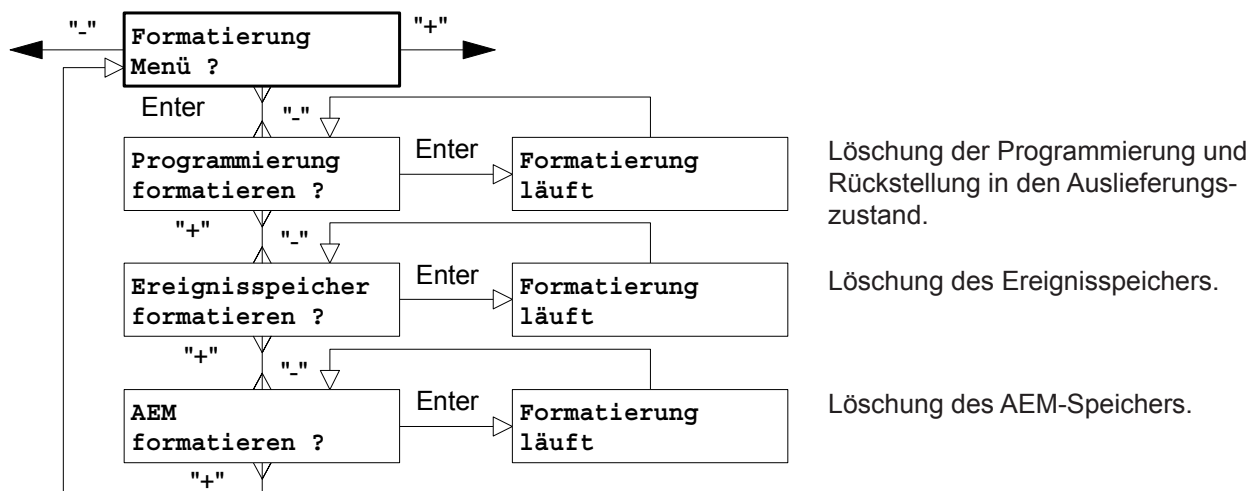 "-"
Formatierung
Menü ?
"+"
Enter
"-"
Programmierung
formatieren ?
Enter
Formatierung
läuft
Löschung der Programmierung und
Rückstellung in den Auslieferungs-
zustand.
"+"
"-"
Ereignisspeicher
formatieren ?
Enter
Formatierung
läuft
Löschung des Ereignisspeichers.
"+"
"-"
AEM
formatieren ?
Enter
Formatierung
läuft
Löschung des AEM-Speichers.
"+"